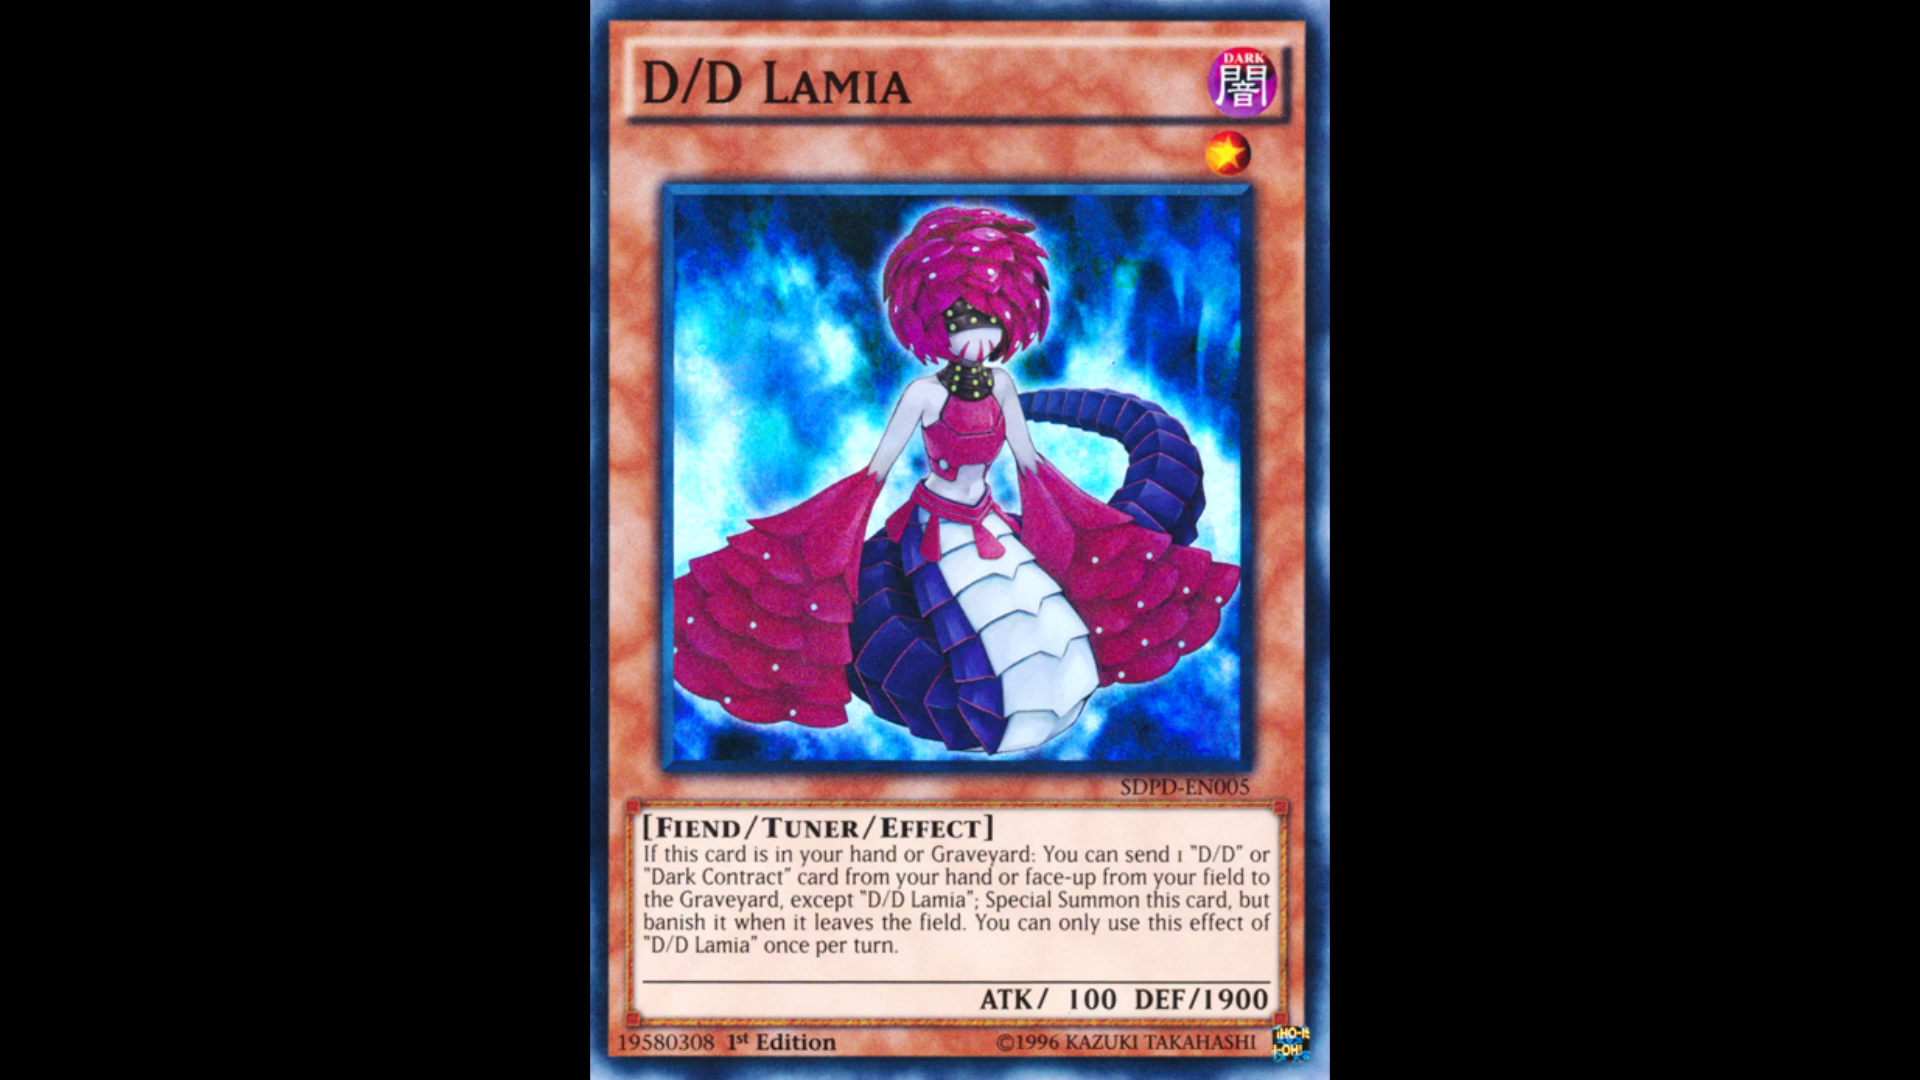 D/D LAMIA
DARK
闇
SDPD-EN005
[FIEND/TUNER/EFFECT]
If this card is in your hand or Graveyard: You can send 1 "D/D" or
"Dark Contract" card from your hand or face-up from your field to
the Graveyard, except "D/D Lamia"; Special Summon this card, but
banish it when it leaves the field. You can only use this effect of
"D/D Lamia" once per turn.
ATK/ 100 DEF/1900
19580308 1st Edition ©1996 KAZUKI TAKAHASHI